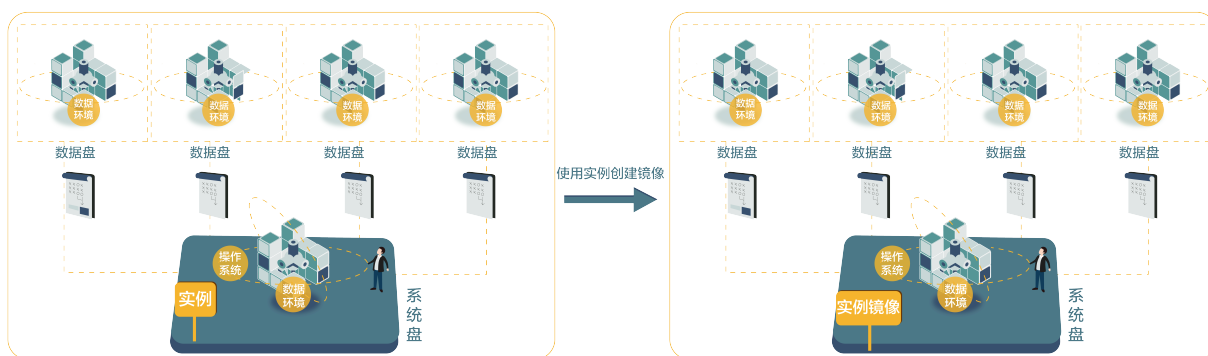 数据
环境
数据
环境
数据
环境
数据
环境
数据盘
数据盘
数据盘
数据盘
操作
系统
数据
环境
实例
系
统
盘
使用实例创建镜像
数据
环境
数据
环境
数据
环境
数据
环境
数据盘
数据盘
数据盘
数据盘
操作
系统
数据
环境
实例镜像
系
统
盘